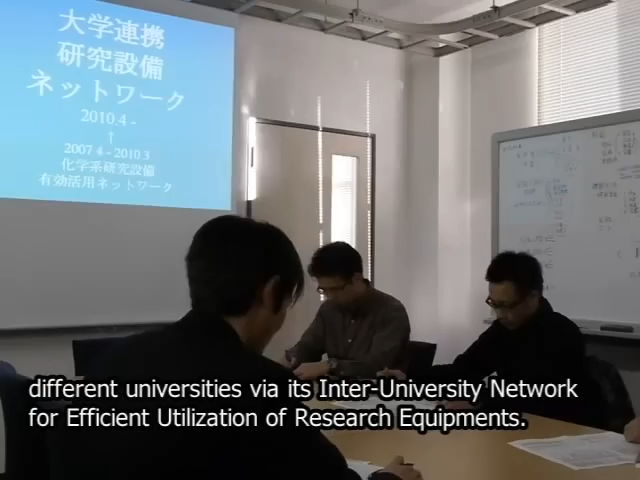 大学連携
研究設備
ネットワーク
2010.4 -
↑
2007.4 - 2010.3
化学系研究設備
有効活用ネットワーク
different universities via its Inter-University Network
for Efficient Utilization of Research Equipments.